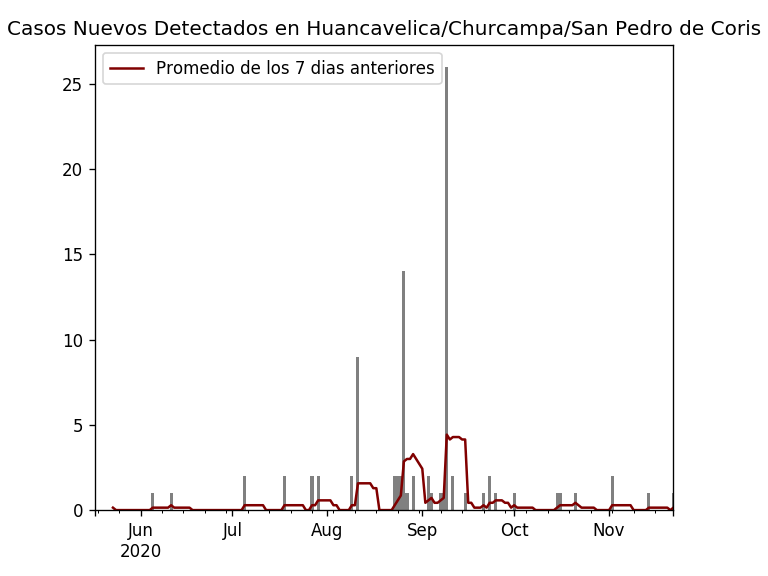 Casos Nuevos Detectados en Huancavelica/Churcampa/San Pedro de Coris
Promedio de los 7 dias anteriores
25
20
15
10
5
0
Jun Jul Aug Sep Oct Nov
2020